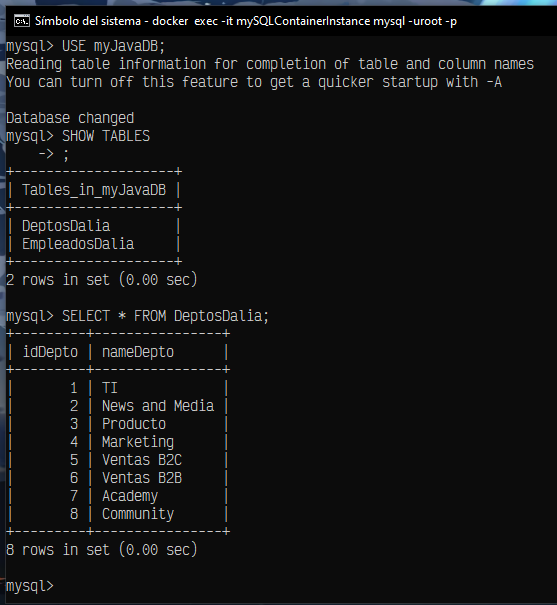 Símbolo del sistema - docker exec -it mySQLContainerInstance mysql -uroot -p
mysql> USE myJavaDB;
Reading table information for completion of table and column names
You can turn off this feature to get a quicker startup with -A

Database changed
mysql> SHOW TABLES
    -> ;
+--------------------+
| Tables_in_myJavaDB |
+--------------------+
| DeptosDalia        |
| EmpleadosDalia     |
+--------------------+
2 rows in set (0.00 sec)

mysql> SELECT * FROM DeptosDalia;
+---------+----------------+
| idDepto | nameDepto      |
+---------+----------------+
|       1 | TI             |
|       2 | News and Media |
|       3 | Producto       |
|       4 | Marketing      |
|       5 | Ventas B2C     |
|       6 | Ventas B2B     |
|       7 | Academy        |
|       8 | Community      |
+---------+----------------+
8 rows in set (0.00 sec)

mysql>